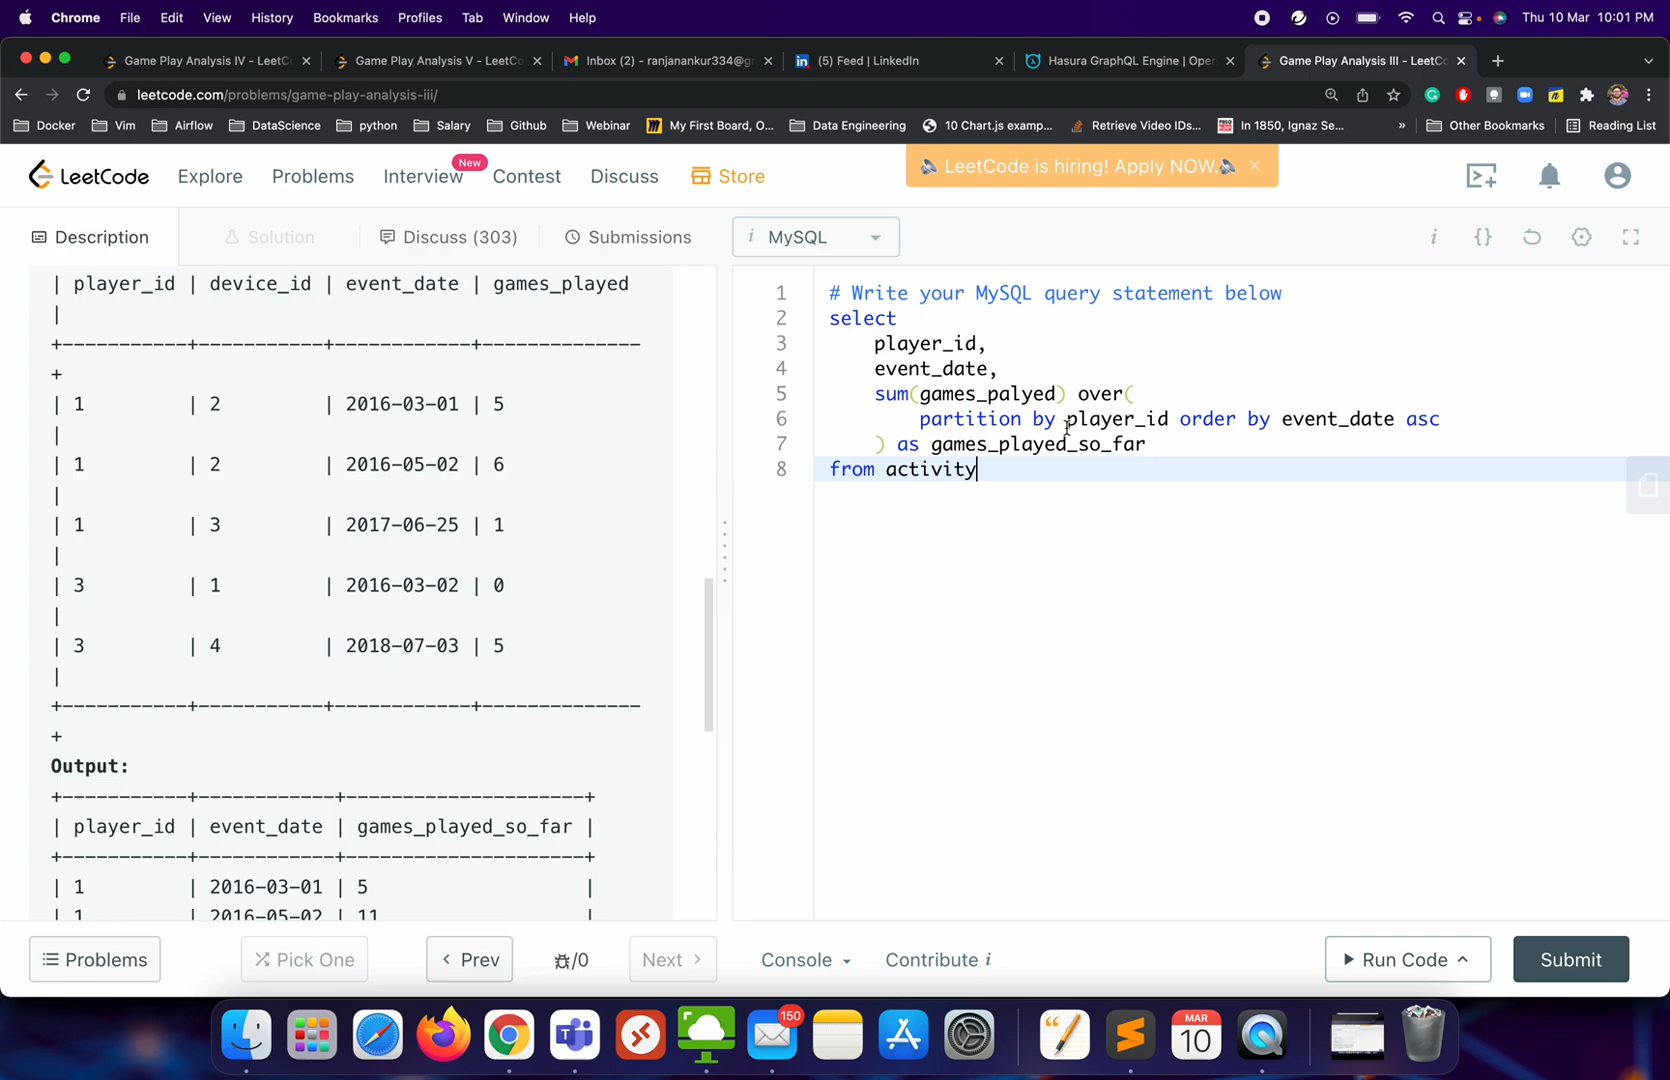 Chrome File Edit View History Bookmarks Profiles Tab Window Help Thu 10 Mar 10:01 PM
Game Play Analysis IV - LeetCo Game Play Analysis V - LeetCo Inbox (2) - ranjanankur334@g (5) Feed | LinkedIn Hasura GraphQL Engine | Oper Game Play Analysis III - LeetCo
leetcode.com/problems/game-play-analysis-iii/
Docker Vim Airflow DataScience python Salary Github Webinar My First Board, O... Data Engineering 10 Chart.js examp... Retrieve Video IDs... In 1850, Ignaz Se... » Other Bookmarks Reading List
LeetCode Explore Problems Interview New Contest Discuss Store LeetCode is hiring! Apply NOW.
Description Solution Discuss (303) Submissions i MySQL i {}
| player_id | device_id | event_date | games_played
|
+-----------+-----------+------------+--------------
+
| 1 | 2 | 2016-03-01 | 5
|
| 1 | 2 | 2016-05-02 | 6
|
| 1 | 3 | 2017-06-25 | 1
|
| 3 | 1 | 2016-03-02 | 0
|
| 3 | 4 | 2018-07-03 | 5
|
+-----------+-----------+------------+--------------
+
Output:
+-----------+------------+---------------------+
| player_id | event_date | games_played_so_far |
+-----------+------------+---------------------+
| 1 | 2016-03-01 | 5 |
| 1 | 2016-05-02 | 11 |
1 # Write your MySQL query statement below
2 select
3 player_id,
4 event_date,
5 sum(games_palyed) over(
6 partition by player_id order by event_date asc
7 ) as games_played_so_far
8 from activity
Problems Pick One Prev /0 Next Console Contribute i Run Code Submit
150 MAR 10